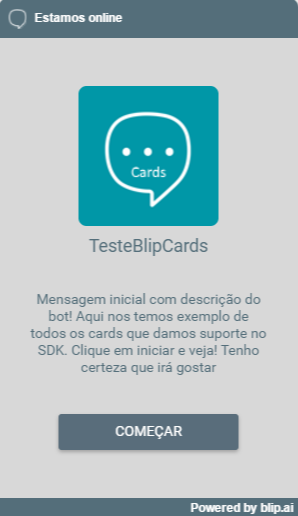 Estamos online
Cards
TesteBlipCards
Mensagem inicial com descrição do
bot! Aqui nos temos exemplo de
todos os cards que damos suporte no
SDK. Clique em iniciar e veja! Tenho
certeza que irá gostar
COMEÇAR
Powered by blip.ai